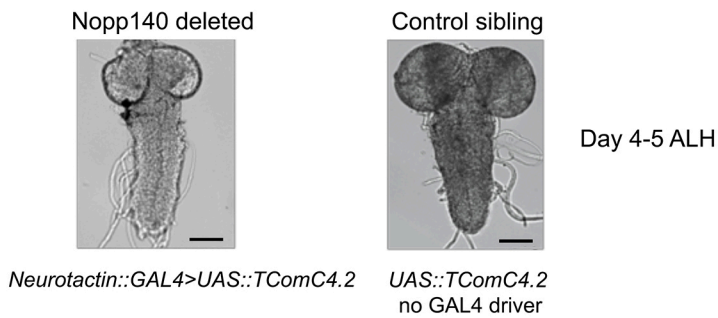 Nopp140 deleted
Control sibling
Day 4-5 ALH
Neurotactin::GAL4>UAS::TComC4.2
UAS::TComC4.2
no GAL4 driver